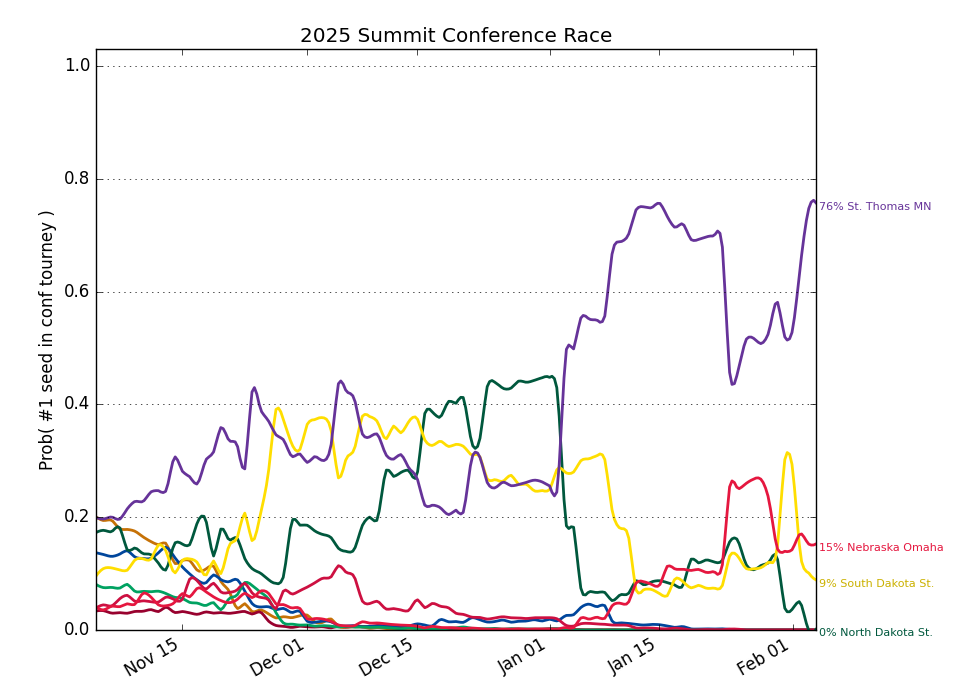 2025 Summit Conference Race
Prob( #1 seed in conf tourney )
1.0
0.8
0.6
0.4
0.2
0.0
Nov 15
Dec 01
Dec 15
Jan 01
Jan 15
Feb 01
76% St. Thomas MN
15% Nebraska Omaha
9% South Dakota St.
0% North Dakota St.